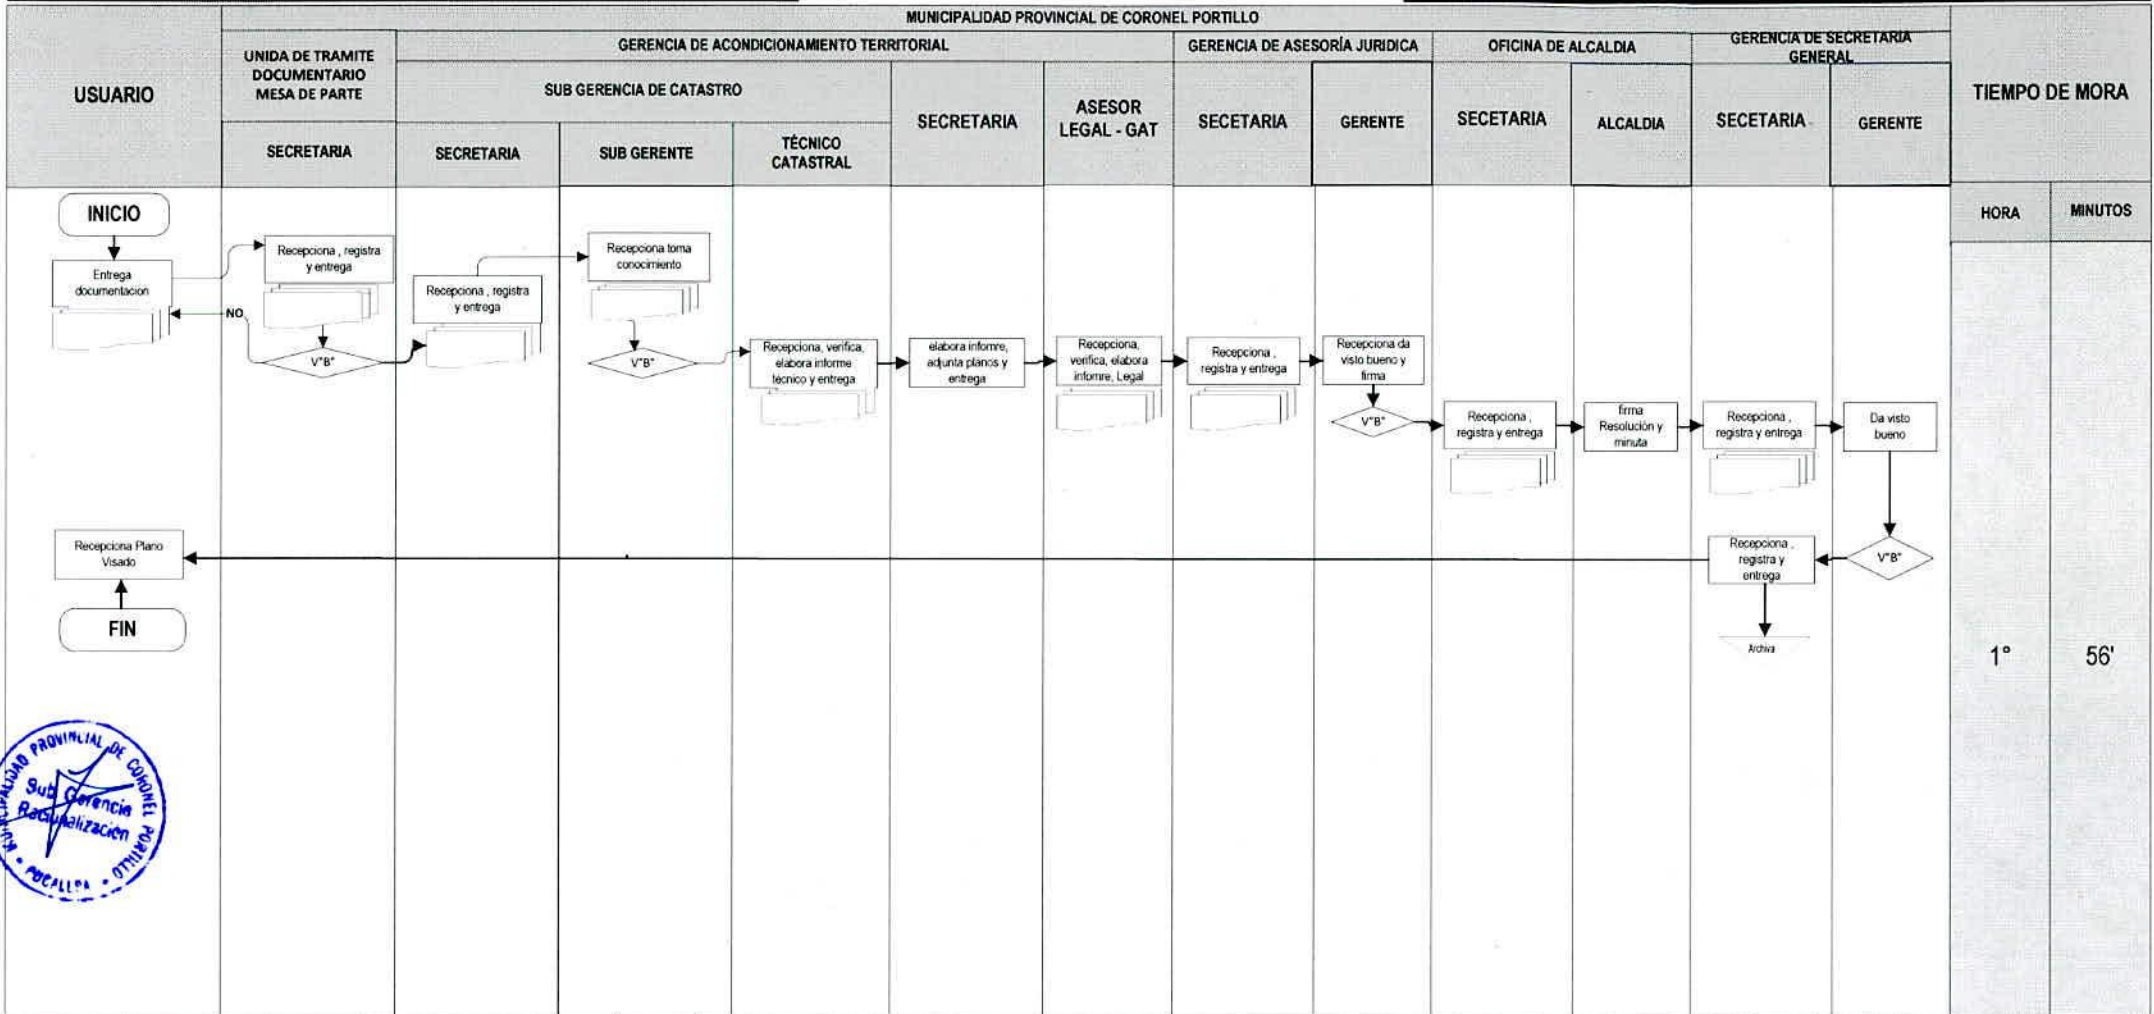 MUNICIPALIDAD PROVINCIAL DE CORONEL PORTILLO
USUARIO
UNIDA DE TRAMITE
DOCUMENTARIO
MESA DE PARTE
GERENCIA DE ACONDICIONAMIENTO TERRITORIAL
GERENCIA DE ASESORÍA JURIDICA
OFICINA DE ALCALDIA
GERENCIA DE SECRETARIA
GENERAL
TIEMPO DE MORA
SUB GERENCIA DE CATASTRO
SECRETARIA
ASESOR
LEGAL - GAT
SECETARIA
GERENTE
SECETARIA
ALCALDIA
SECETARIA
GERENTE
SECRETARIA
SECRETARIA
SUB GERENTE
TÉCNICO
CATASTRAL
HORA
MINUTOS
INICIO
Entrega
documentacion
Recepciona , registra
y entrega
NO
V"B"
Recepciona , registra
y entrega
Recepciona toma
conocimiento
V"B"
Recepciona, verifica,
elabora informe
técnico y entrega
elabora infomre,
adjunta planos y
entrega
Recepciona,
verifica, elabora
infomre, Legal
Recepciona ,
registra y entrega
Recepciona da
visto bueno y
firma
V"B"
Recepciona ,
registra y entrega
firma
Resolución y
minuta
Recepciona ,
registra y entrega
Da visto
bueno
V"B"
Recepciona ,
registra y
entrega
Archiva
Recepciona Plano
Visado
FIN
1°
56'
MUNICIPALIDAD PROVINCIAL DE CORONEL PORTILLO
Sub Gerencia
Racionalización
PUCALLPA